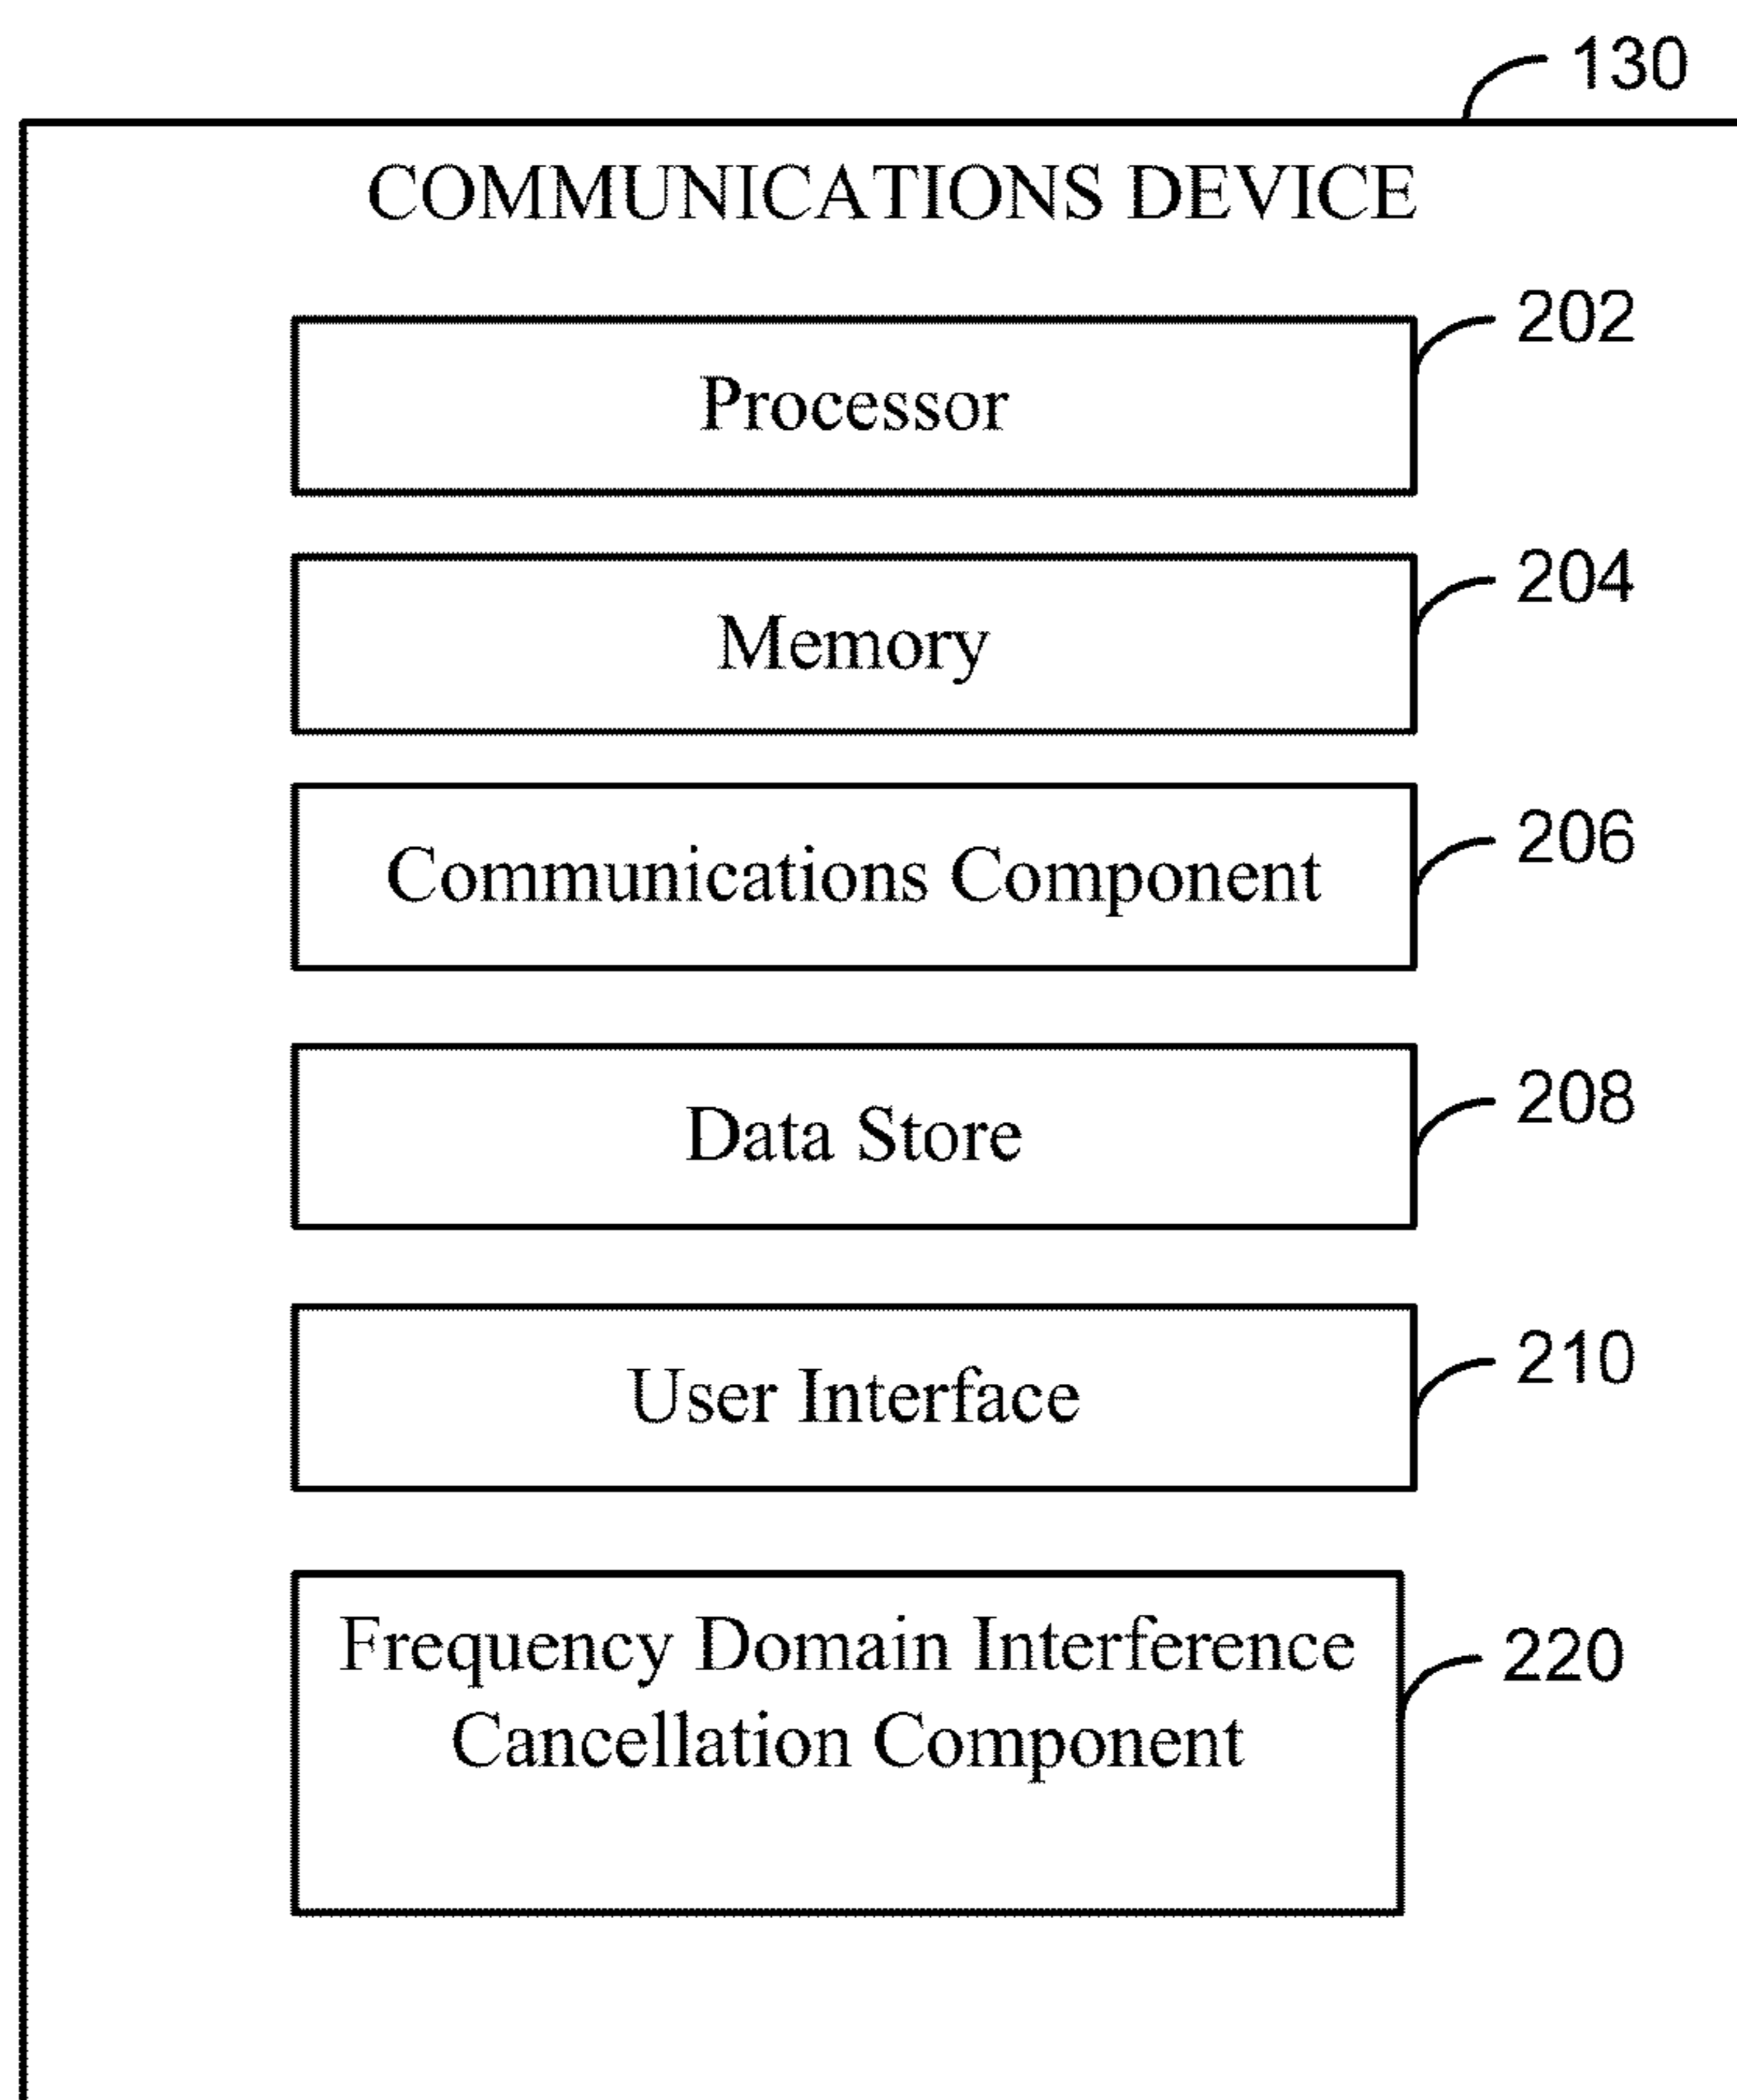 130
COMMUNICATIONS DEVICE
202
Processor
204
Memory
206
Communications Component
208
Data Store
210
User Interface
220
Frequency Domain Interference
Cancellation Component